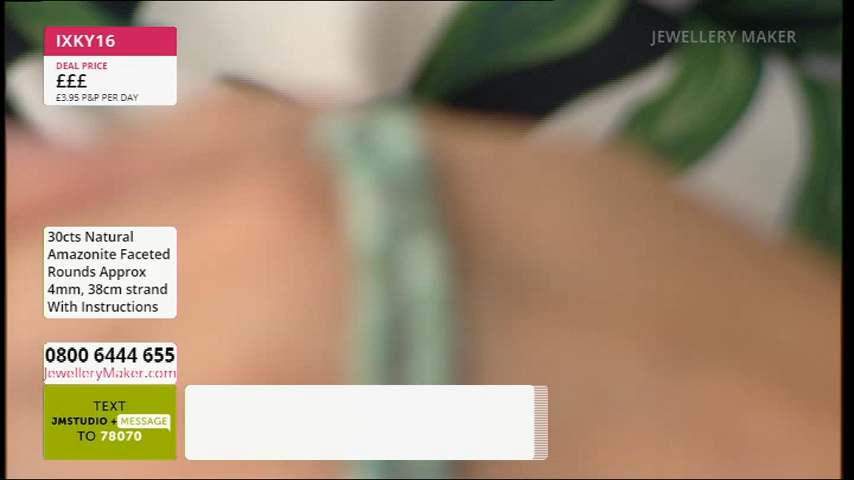 IXKY16
DEAL PRICE
£££
£3.95 P&P PER DAY
JEWELLERY MAKER
30cts Natural
Amazonite Faceted
Rounds Approx
4mm, 38cm strand
With Instructions
0800 6444 655
JewelleryMaker.com
TEXT
JMSTUDIO + MESSAGE
TO 78070